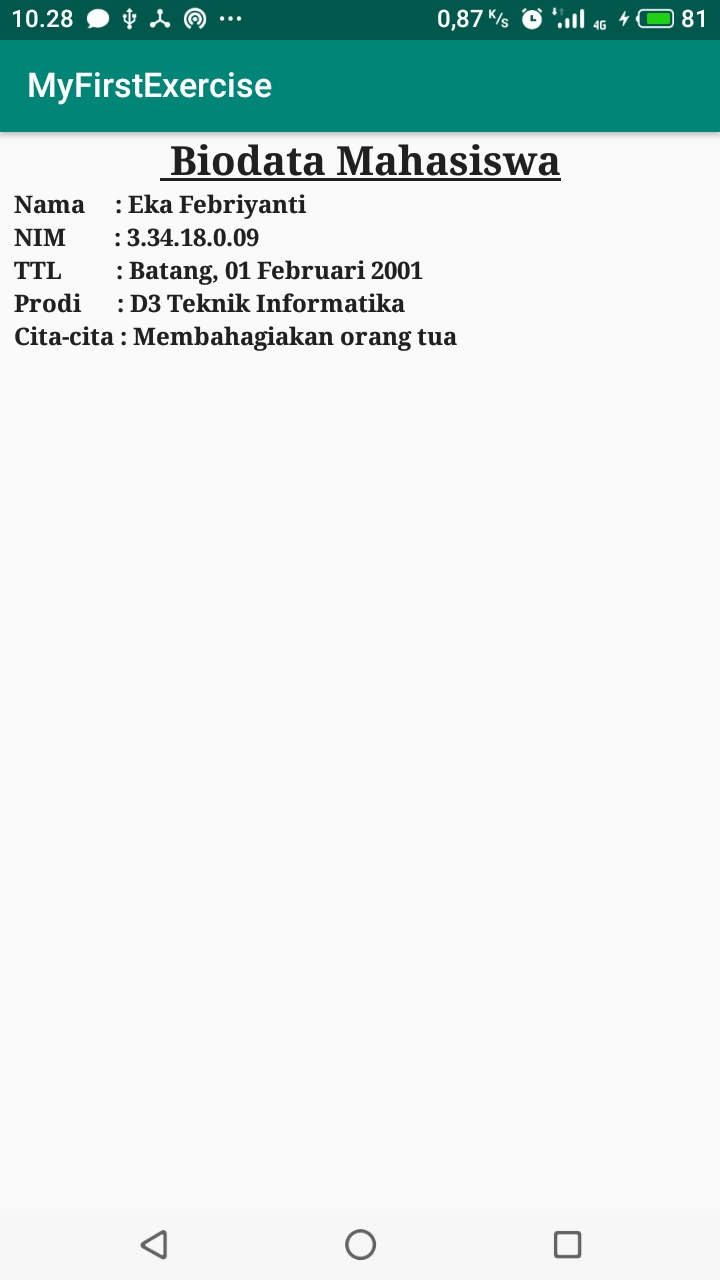 10.28 0,87 K/s 4G 81
MyFirstExercise
Biodata Mahasiswa
Nama : Eka Febriyanti
NIM : 3.34.18.0.09
TTL : Batang, 01 Februari 2001
Prodi : D3 Teknik Informatika
Cita-cita : Membahagiakan orang tua